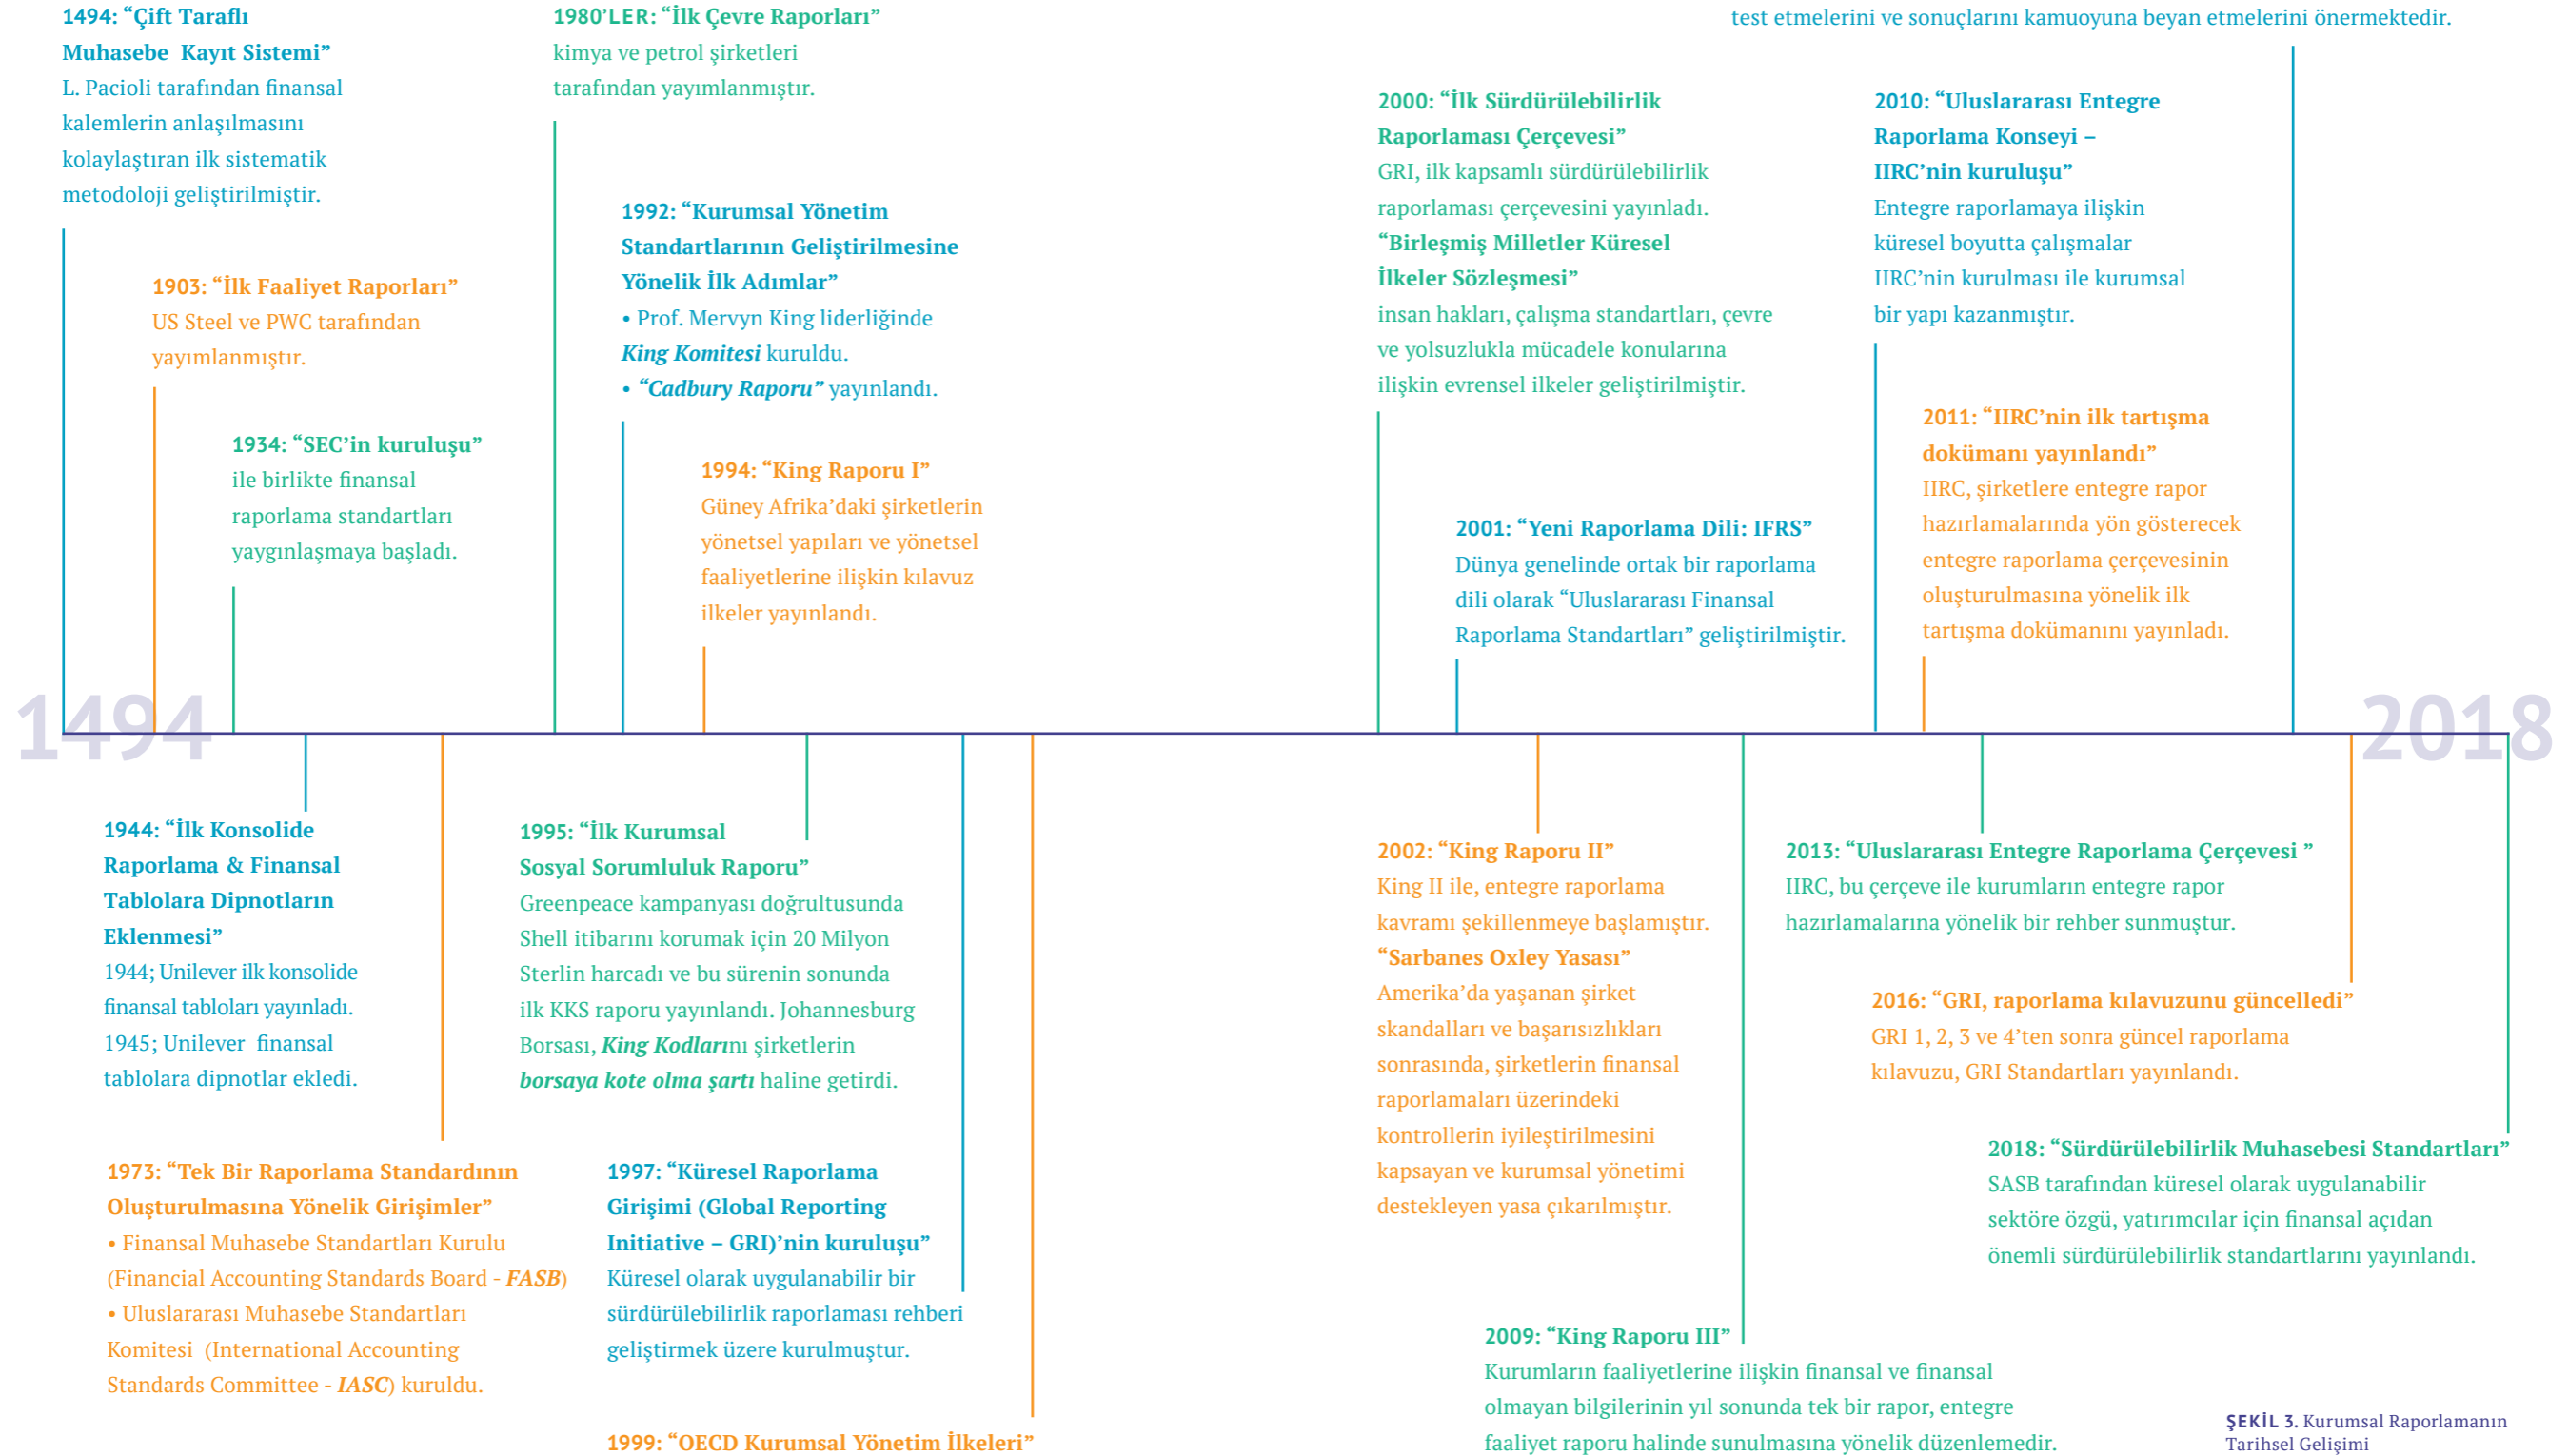 1494: “Çift Taraflı
Muhasebe  Kayıt Sistemi”
L. Pacioli tarafından finansal
kalemlerin anlaşılmasını
kolaylaştıran ilk sistematik
metodoloji geliştirilmiştir.
1903: “İlk Faaliyet Raporları”
US Steel ve PWC tarafından
yayımlanmıştır.
1934: “SEC’in kuruluşu”
ile birlikte finansal
raporlama standartları
yaygınlaşmaya başladı.
1980’LER: “İlk Çevre Raporları”
kimya ve petrol şirketleri
tarafından yayımlanmıştır.
1992: “Kurumsal Yönetim
Standartlarının Geliştirilmesine
Yönelik İlk Adımlar”
• Prof. Mervyn King liderliğinde
King Komitesi kuruldu.
• “Cadbury Raporu” yayınlandı.
1994: “King Raporu I”
Güney Afrika’daki şirketlerin
yönetsel yapıları ve yönetsel
faaliyetlerine ilişkin kılavuz
ilkeler yayınlandı.
2000: “İlk Sürdürülebilirlik
Raporlaması Çerçevesi”
GRI, ilk kapsamlı sürdürülebilirlik
raporlaması çerçevesini yayınladı.
“Birleşmiş Milletler Küresel
İlkeler Sözleşmesi”
insan hakları, çalışma standartları, çevre
ve yolsuzlukla mücadele konularına
ilişkin evrensel ilkeler geliştirilmiştir.
2001: “Yeni Raporlama Dili: IFRS”
Dünya genelinde ortak bir raporlama
dili olarak “Uluslararası Finansal
Raporlama Standartları” geliştirilmiştir.
test etmelerini ve sonuçlarını kamuoyuna beyan etmelerini önermektedir.
2010: “Uluslararası Entegre
Raporlama Konseyi –
IIRC’nin kuruluşu”
Entegre raporlamaya ilişkin
küresel boyutta çalışmalar
IIRC’nin kurulması ile kurumsal
bir yapı kazanmıştır.
2011: “IIRC’nin ilk tartışma
dokümanı yayınlandı”
IIRC, şirketlere entegre rapor
hazırlamalarında yön gösterecek
entegre raporlama çerçevesinin
oluşturulmasına yönelik ilk
tartışma dokümanını yayınladı.
1494
2018
1944: “İlk Konsolide
Raporlama & Finansal
Tablolara Dipnotların
Eklenmesi”
1944; Unilever ilk konsolide
finansal tabloları yayınladı.
1945; Unilever  finansal
tablolara dipnotlar ekledi.
1973: “Tek Bir Raporlama Standardının
Oluşturulmasına Yönelik Girişimler”
• Finansal Muhasebe Standartları Kurulu
(Financial Accounting Standards Board - FASB)
• Uluslararası Muhasebe Standartları
Komitesi  (International Accounting
Standards Committee - IASC) kuruldu.
1995: “İlk Kurumsal
Sosyal Sorumluluk Raporu”
Greenpeace kampanyası doğrultusunda
Shell itibarını korumak için 20 Milyon
Sterlin harcadı ve bu sürenin sonunda
ilk KKS raporu yayınlandı. Johannesburg
Borsası, King Kodlarını şirketlerin
borsaya kote olma şartı haline getirdi.
1997: “Küresel Raporlama
Girişimi (Global Reporting
Initiative – GRI)’nin kuruluşu”
Küresel olarak uygulanabilir bir
sürdürülebilirlik raporlaması rehberi
geliştirmek üzere kurulmuştur.
1999: “OECD Kurumsal Yönetim İlkeleri”
2002: “King Raporu II”
King II ile, entegre raporlama
kavramı şekillenmeye başlamıştır.
“Sarbanes Oxley Yasası”
Amerika’da yaşanan şirket
skandalları ve başarısızlıkları
sonrasında, şirketlerin finansal
raporlamaları üzerindeki
kontrollerin iyileştirilmesini
kapsayan ve kurumsal yönetimi
destekleyen yasa çıkarılmıştır.
2009: “King Raporu III”
Kurumların faaliyetlerine ilişkin finansal ve finansal
olmayan bilgilerinin yıl sonunda tek bir rapor, entegre
faaliyet raporu halinde sunulmasına yönelik düzenlemedir.
2013: “Uluslararası Entegre Raporlama Çerçevesi ”
IIRC, bu çerçeve ile kurumların entegre rapor
hazırlamalarına yönelik bir rehber sunmuştur.
2016: “GRI, raporlama kılavuzunu güncelledi”
GRI 1, 2, 3 ve 4’ten sonra güncel raporlama
kılavuzu, GRI Standartları yayınlandı.
2018: “Sürdürülebilirlik Muhasebesi Standartları”
SASB tarafından küresel olarak uygulanabilir
sektöre özgü, yatırımcılar için finansal açıdan
önemli sürdürülebilirlik standartlarını yayınlandı.
ŞEKİL 3. Kurumsal Raporlamanın
Tarihsel Gelişimi